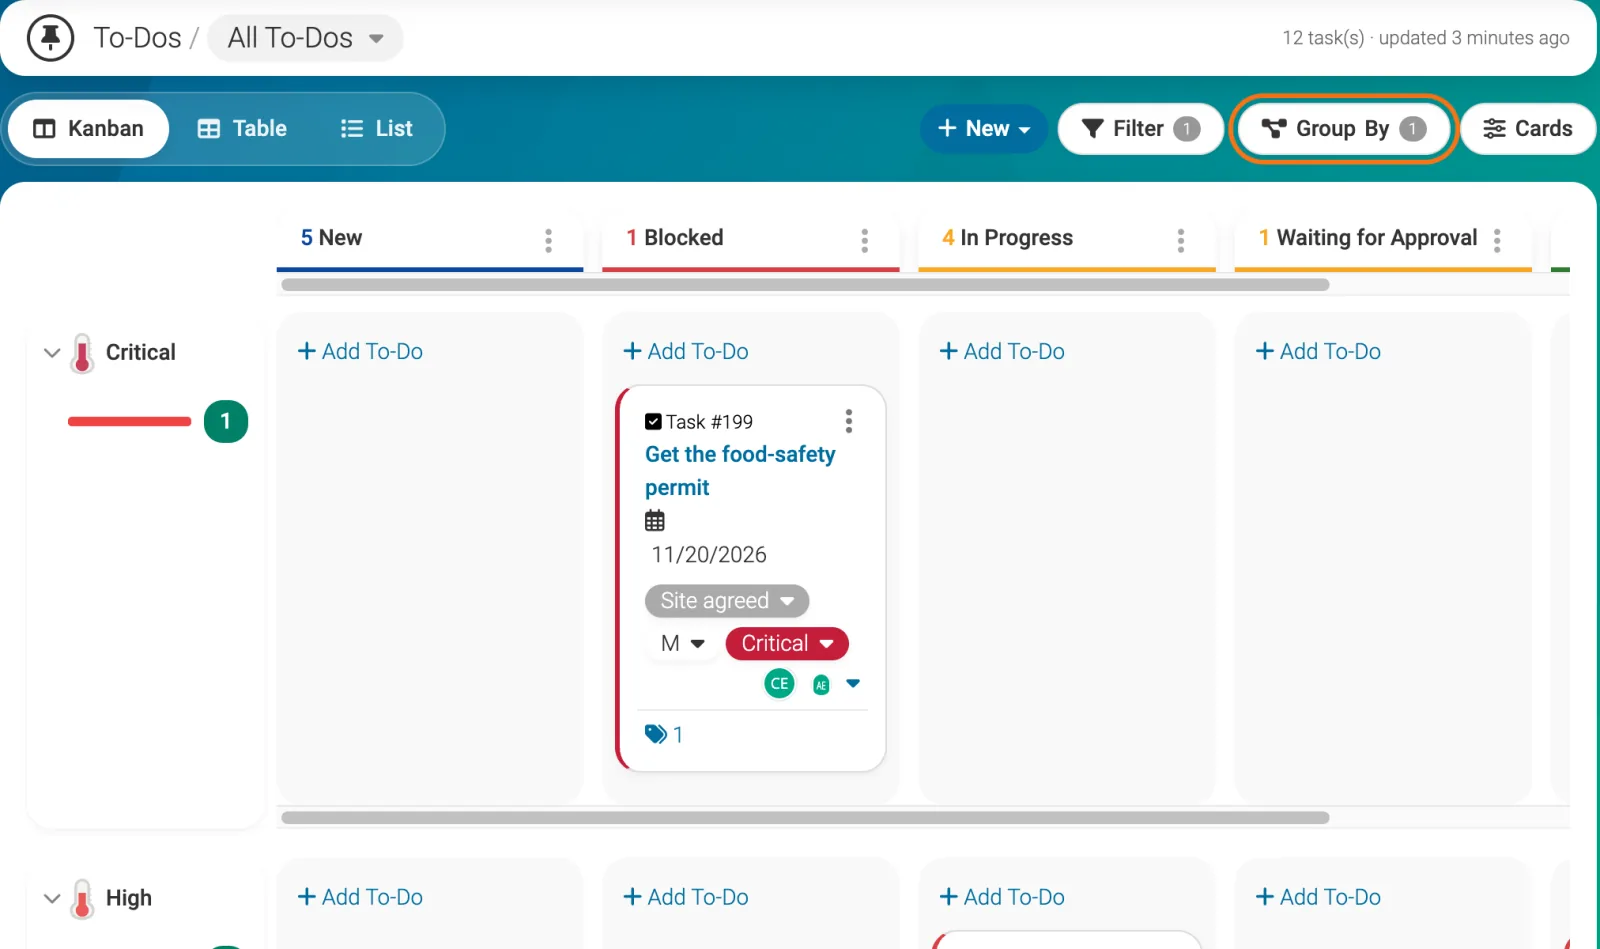 To-Dos / All To-Dos
12 task(s) · updated 3 minutes ago
Kanban
Table
List
+ New
Filter 1
Group By 1
Cards
5 New
1 Blocked
4 In Progress
1 Waiting for Approval
Critical
1
+ Add To-Do
+ Add To-Do
+ Add To-Do
+ Add To-Do
Task #199
Get the food-safety
permit
11/20/2026
Site agreed
M
Critical
CE
AE
1
High
+ Add To-Do
+ Add To-Do
+ Add To-Do
+ Add To-Do